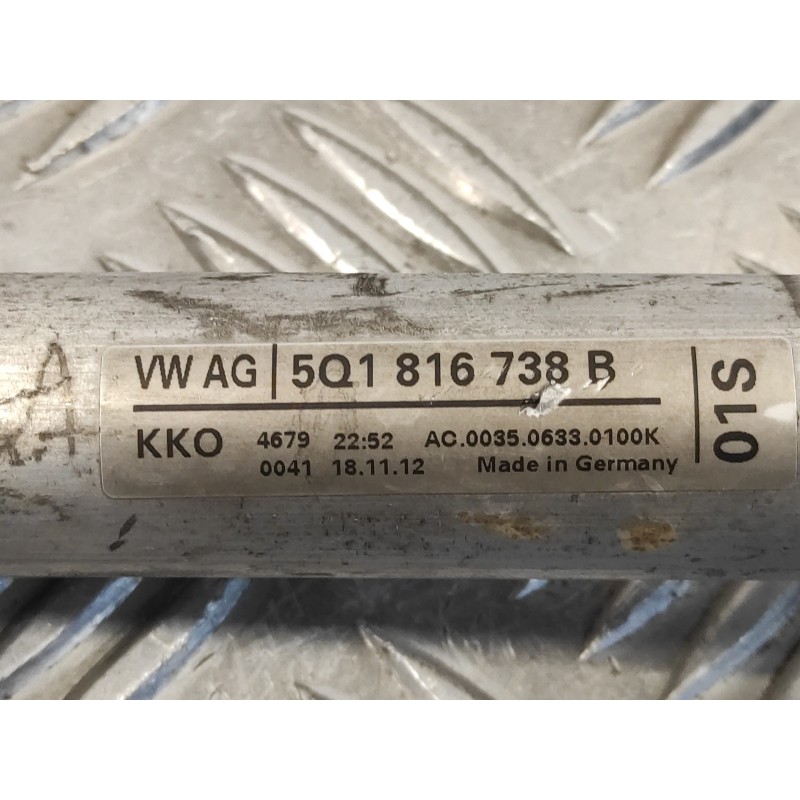 VW AG | 5Q1 816 738 B
KKO 4679 22:52 AC.0035.0633.0100K
0041 18.11.12 Made in Germany
01S